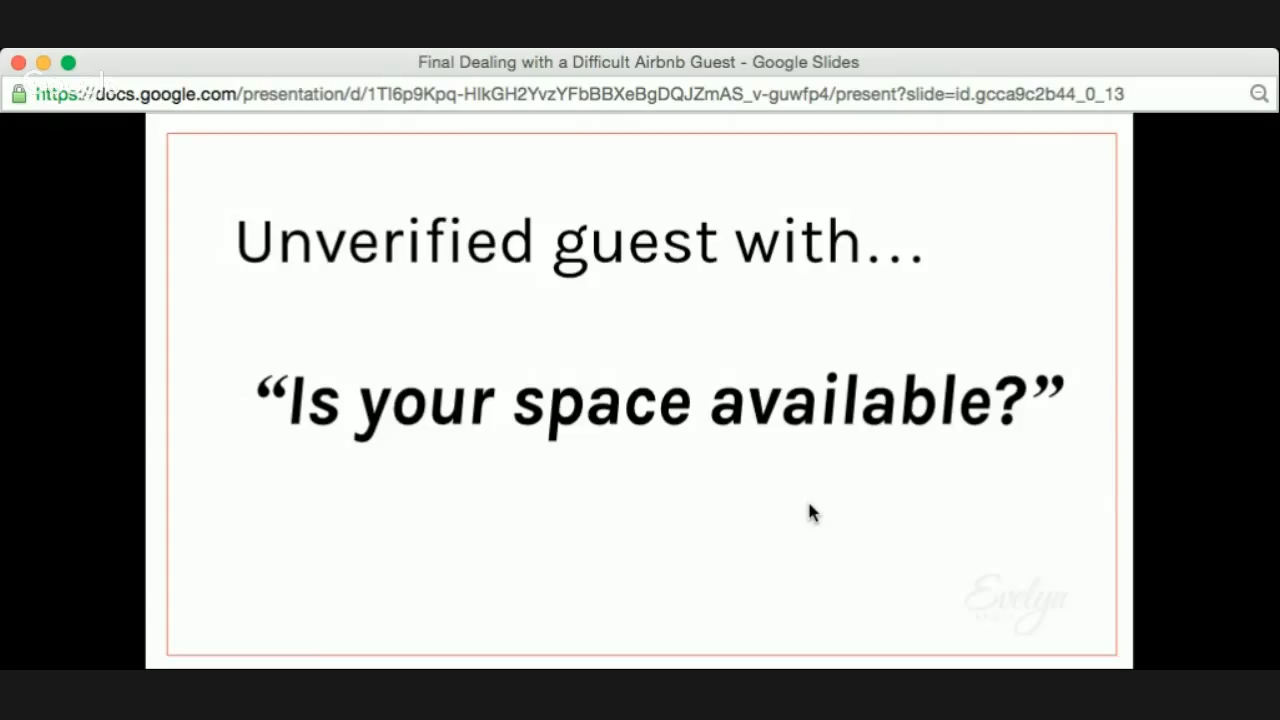 Final Dealing with a Difficult Airbnb Guest - Google Slides
https://docs.google.com/presentation/d/1Tl6p9Kpq-HlkGH2YvzYFbBBXeBgDQJZmAS_v-guwfp4/present?slide=id.gcca9c2b44_0_13
Unverified guest with...
“Is your space available?”
Evelyn